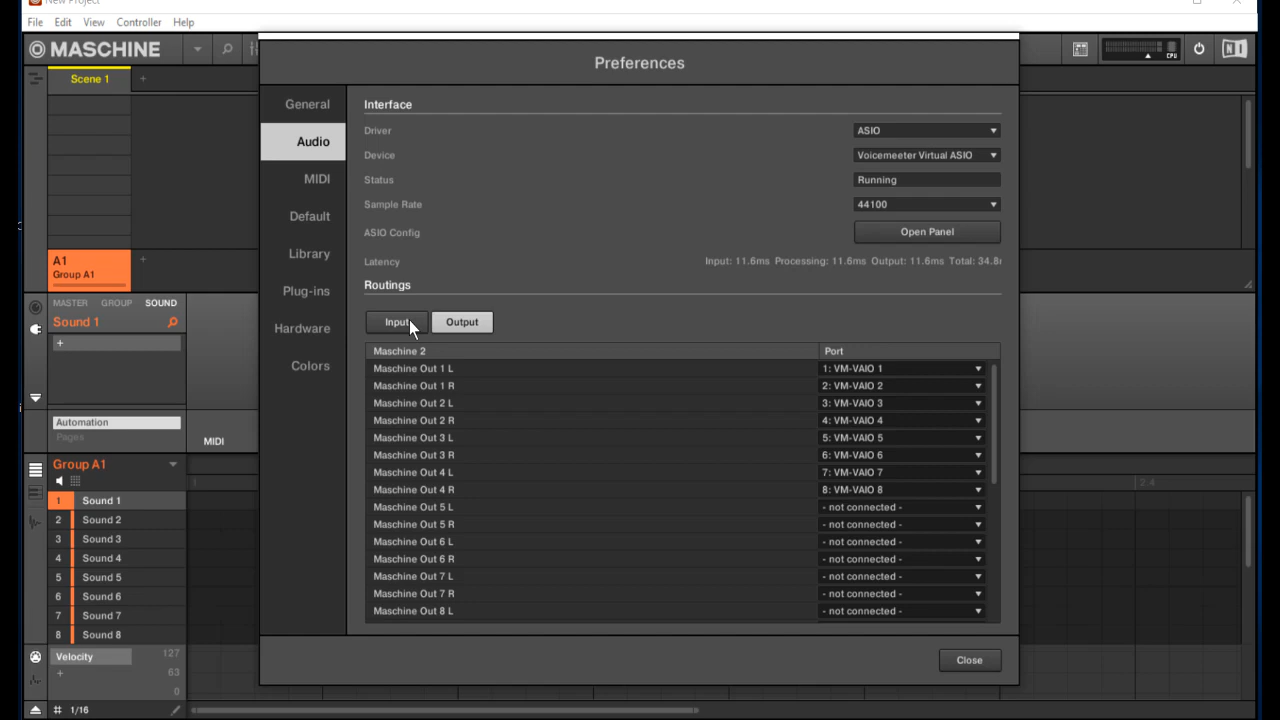 New Project
File Edit View Controller Help
MASCHINE
CPU
Scene 1 +
Preferences
General
Audio
MIDI
Default
Library
Plug-ins
Hardware
Colors
Interface
Driver ASIO
Device Voicemeeter Virtual ASIO
Status Running
Sample Rate 44100
ASIO Config Open Panel
Latency Input: 11.6ms Processing: 11.6ms Output: 11.6ms Total: 34.8
Routings
Input Output
Maschine 2 Port
Maschine Out 1 L 1: VM-VAIO 1
Maschine Out 1 R 2: VM-VAIO 2
Maschine Out 2 L 3: VM-VAIO 3
Maschine Out 2 R 4: VM-VAIO 4
Maschine Out 3 L 5: VM-VAIO 5
Maschine Out 3 R 6: VM-VAIO 6
Maschine Out 4 L 7: VM-VAIO 7
Maschine Out 4 R 8: VM-VAIO 8
Maschine Out 5 L - not connected -
Maschine Out 5 R - not connected -
Maschine Out 6 L - not connected -
Maschine Out 6 R - not connected -
Maschine Out 7 L - not connected -
Maschine Out 7 R - not connected -
Maschine Out 8 L - not connected -
Close
A1 +
Group A1
MASTER GROUP SOUND
Sound 1
+
Automation
Pages
MIDI
Group A1
2:4
1 Sound 1
2 Sound 2
3 Sound 3
4 Sound 4
5 Sound 5
6 Sound 6
7 Sound 7
8 Sound 8
Velocity 127
+ 63
0
# 1/16